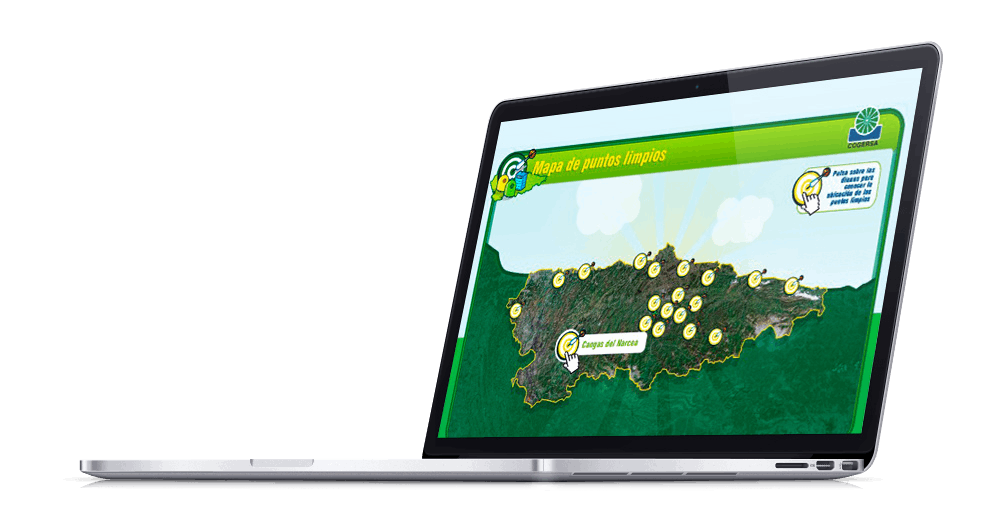 Mapa de puntos limpios
COGERSA
Pulsa sobre las
dianas para
conocer la
ubicación de los
puntos limpios
Cangas del Narcea